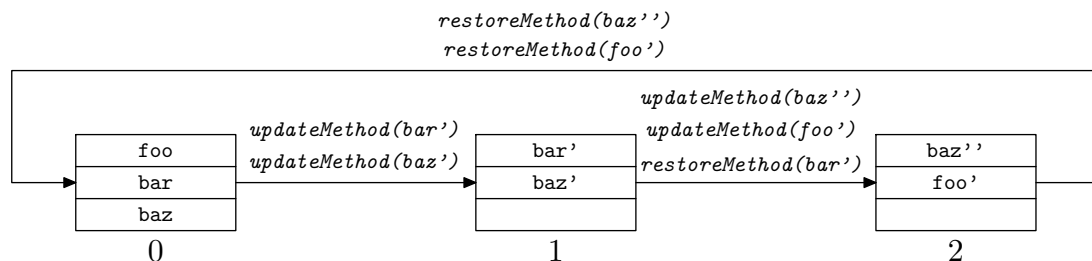 restoreMethod(baz'')
restoreMethod(foo')
updateMethod(bar')
updateMethod(baz')
updateMethod(baz'')
updateMethod(foo')
restoreMethod(bar')
foo
bar
baz
0
bar'
baz'
1
baz''
foo'
2